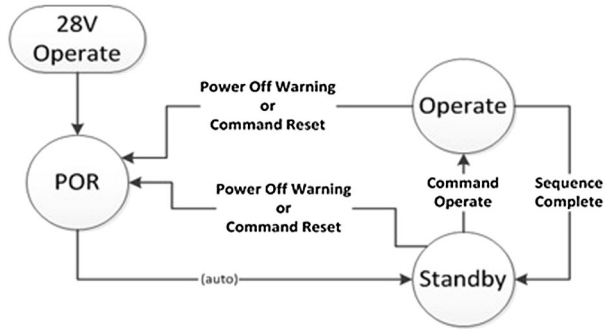 28V
Operate
Power Off Warning
or
Command Reset
Operate
POR
Power Off Warning
or
Command Reset
Command
Operate
Sequence
Complete
(auto)
Standby